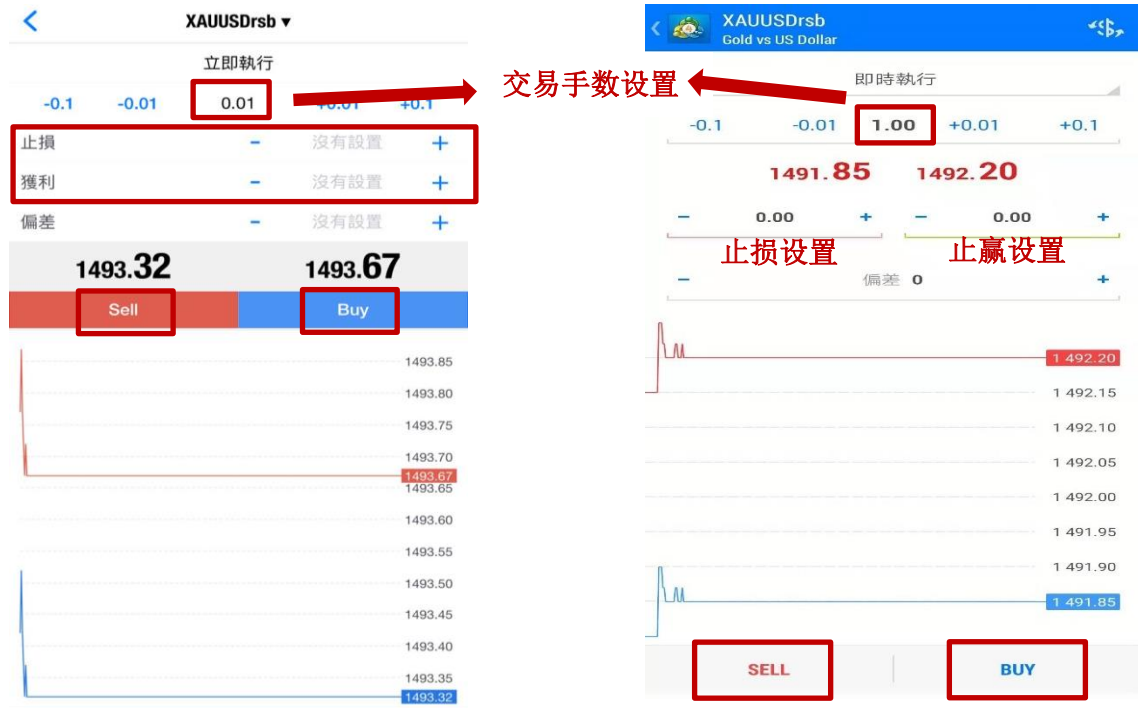 XAUUSDrsb ▾
立即執行
-0.1 -0.01 0.01 +0.01 +0.1
止損 - 沒有設置 +
獲利 - 沒有設置 +
偏差 - 沒有設置 +
1493.32 1493.67
Sell Buy
1493.85
1493.80
1493.75
1493.70
1493.67
1493.65
1493.60
1493.55
1493.50
1493.45
1493.40
1493.35
1493.32
交易手数设置
XAUUSDrsb
Gold vs US Dollar
即時執行
-0.1 -0.01 1.00 +0.01 +0.1
1491.85 1492.20
- 0.00 + - 0.00 +
止损设置 止赢设置
- 偏差 0 +
1 492.20
1 492.15
1 492.10
1 492.05
1 492.00
1 491.95
1 491.90
1 491.85
SELL BUY